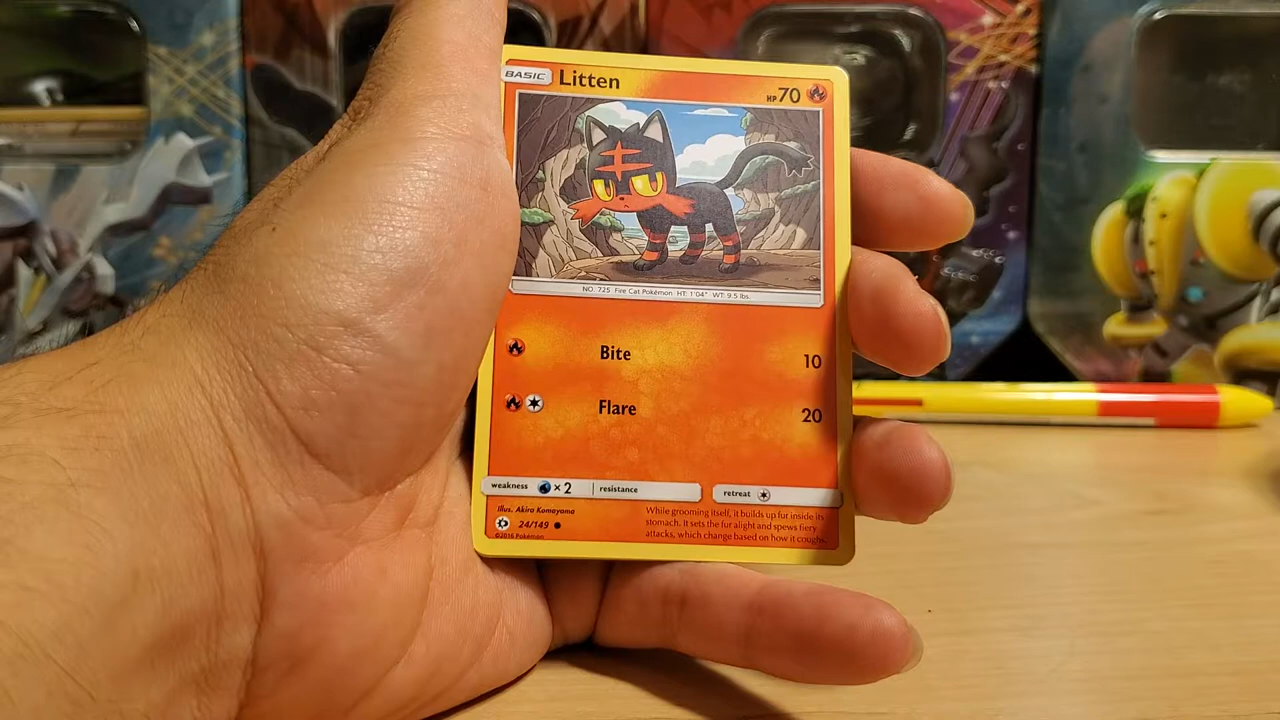 BASIC Litten HP 70
NO. 725 Fire Cat Pokémon HT: 1'04" WT: 9.5 lbs.
Bite 10
Flare 20
weakness ×2 resistance retreat
Illus. Akira Komayama
24/149
©2016 Pokémon
While grooming itself, it builds up fur inside its
stomach. It sets the fur alight and spews fiery
attacks, which change based on how it coughs.